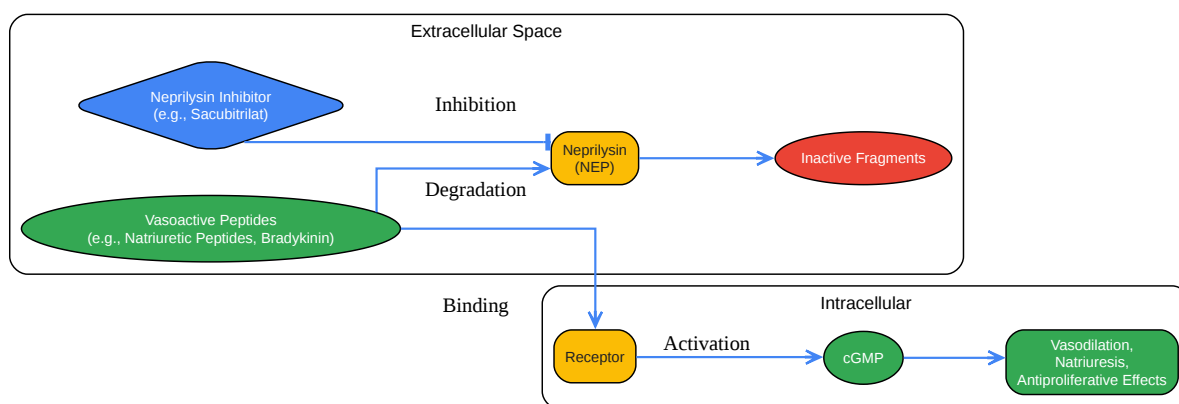 Extracellular Space
Neprilysin Inhibitor
(e.g., Sacubitrilat)
Inhibition
Neprilysin
(NEP)
Inactive Fragments
Degradation
Vasoactive Peptides
(e.g., Natriuretic Peptides, Bradykinin)
Binding
Intracellular
Receptor
Activation
cGMP
Vasodilation,
Natriuresis,
Antiproliferative Effects